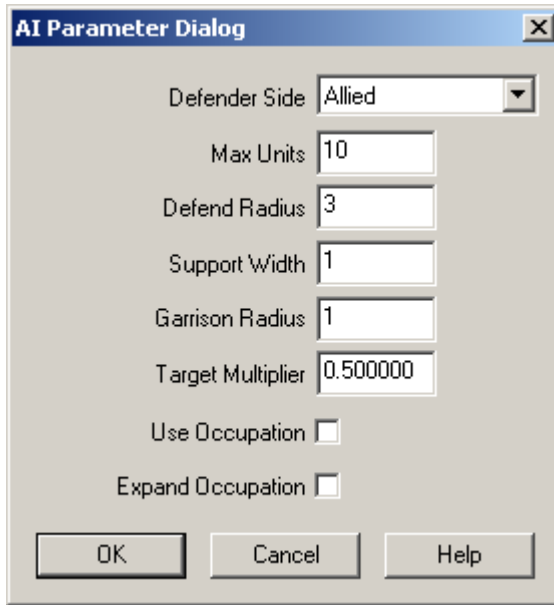 AI Parameter Dialog
Defender Side Allied
Max Units 10
Defend Radius 3
Support Width 1
Garrison Radius 1
Target Multiplier 0.500000
Use Occupation
Expand Occupation
OK Cancel Help